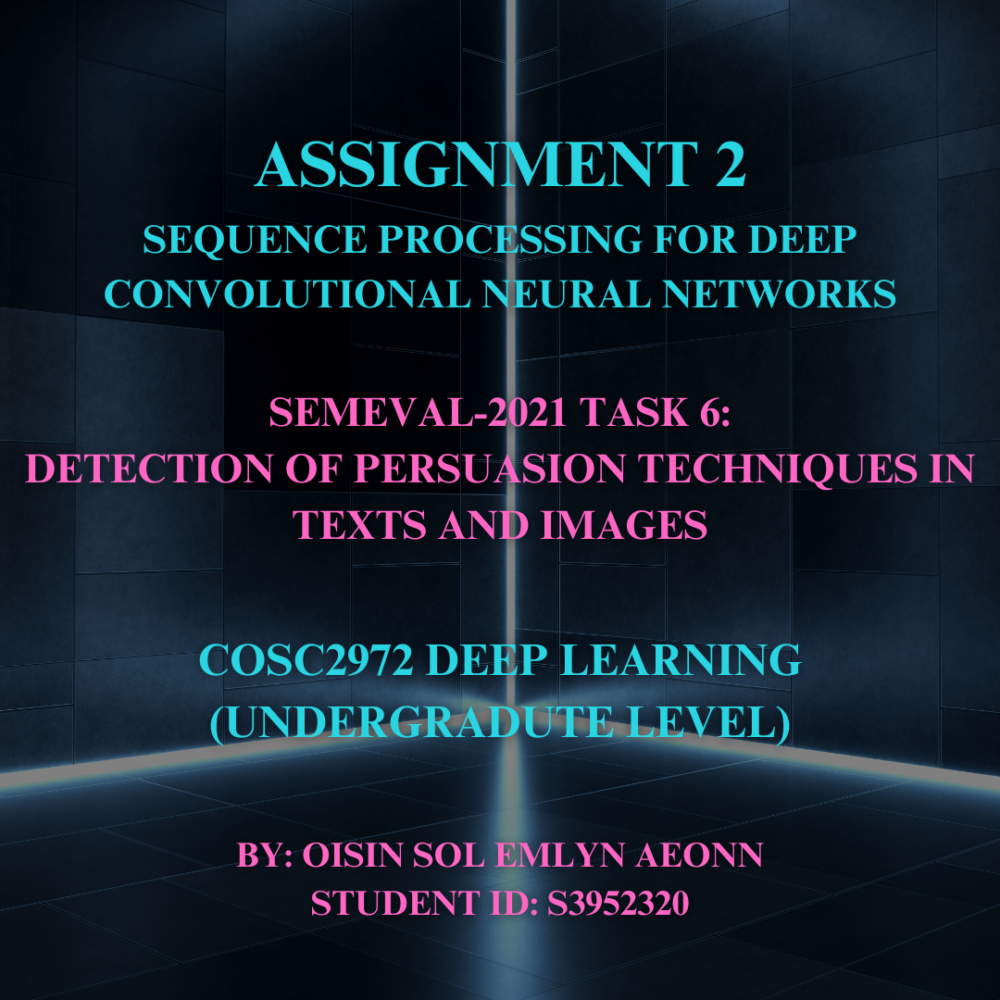 ASSIGNMENT 2
SEQUENCE PROCESSING FOR DEEP
CONVOLUTIONAL NEURAL NETWORKS
SEMEVAL-2021 TASK 6:
DETECTION OF PERSUASION TECHNIQUES IN
TEXTS AND IMAGES
COSC2972 DEEP LEARNING
(UNDERGRADUTE LEVEL)
BY: OISIN SOL EMLYN AEONN
STUDENT ID: S3952320